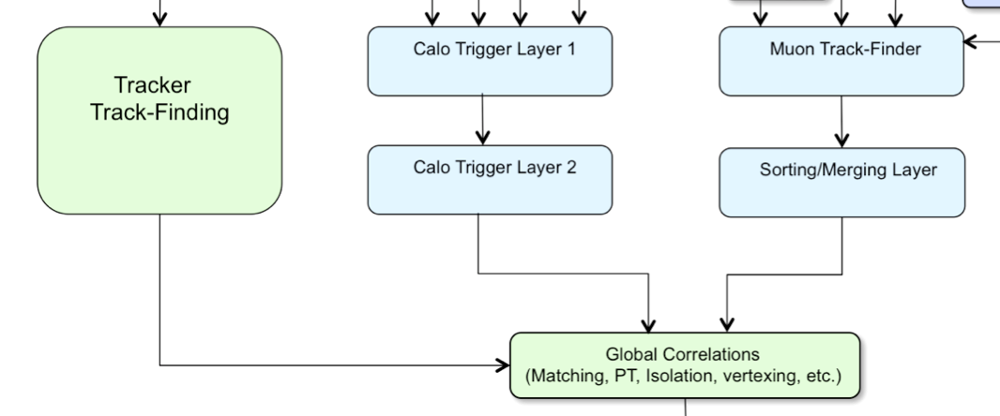 Tracker
Track-Finding
Calo Trigger Layer 1
Muon Track-Finder
Calo Trigger Layer 2
Sorting/Merging Layer
Global Correlations
(Matching, PT, Isolation, vertexing, etc.)